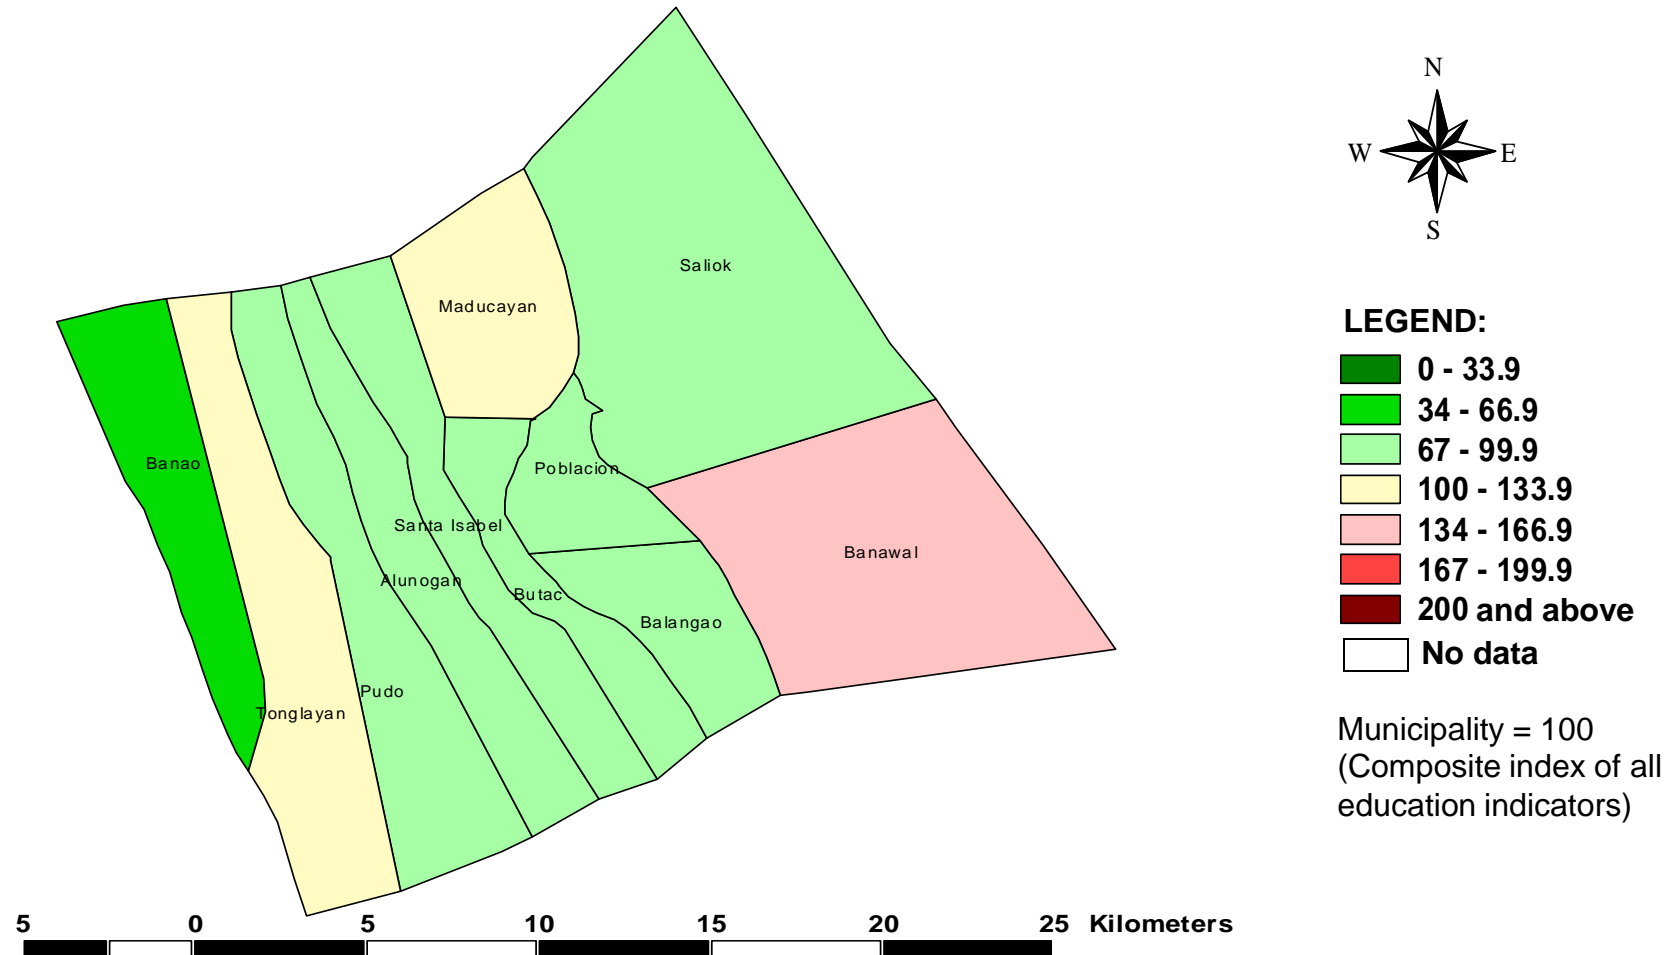 N
W E
S
Saliok
Maducayan
Banao
Poblacion
Santa Isabel
Banawal
Alunogan
Butac
Balangao
Pudo
Tonglayan
LEGEND:
0 - 33.9
34 - 66.9
67 - 99.9
100 - 133.9
134 - 166.9
167 - 199.9
200 and above
No data
Municipality = 100
(Composite index of all
education indicators)
5 0 5 10 15 20 25 Kilometers